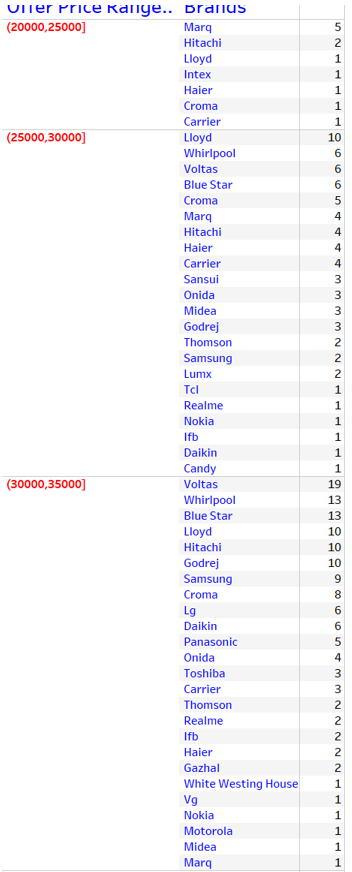 Offer Price Range.. Brands
(20000,25000] Marq 5
Hitachi 2
Lloyd 1
Intex 1
Haier 1
Croma 1
Carrier 1
(25000,30000] Lloyd 10
Whirlpool 6
Voltas 6
Blue Star 6
Croma 5
Marq 4
Hitachi 4
Haier 4
Carrier 4
Sansui 3
Onida 3
Midea 3
Godrej 3
Thomson 2
Samsung 2
Lumx 2
Tcl 1
Realme 1
Nokia 1
Ifb 1
Daikin 1
Candy 1
(30000,35000] Voltas 19
Whirlpool 13
Blue Star 13
Lloyd 10
Hitachi 10
Godrej 10
Samsung 9
Croma 8
Lg 6
Daikin 6
Panasonic 5
Onida 4
Toshiba 3
Carrier 3
Thomson 2
Realme 2
Ifb 2
Haier 2
Gazhal 2
White Westing House 1
Vg 1
Nokia 1
Motorola 1
Midea 1
Marq 1